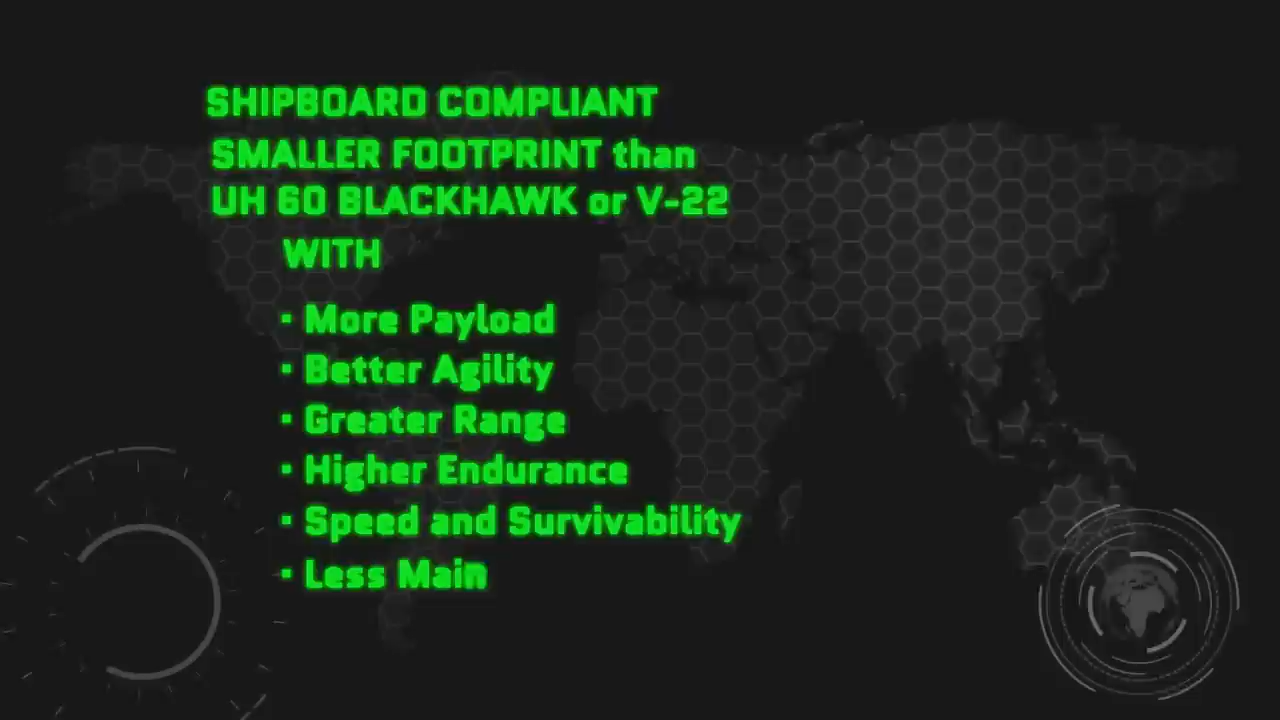 SHIPBOARD COMPLIANT
SMALLER FOOTPRINT than
UH 60 BLACKHAWK or V-22
WITH
· More Payload
· Better Agility
· Greater Range
· Higher Endurance
· Speed and Survivability
· Less Main